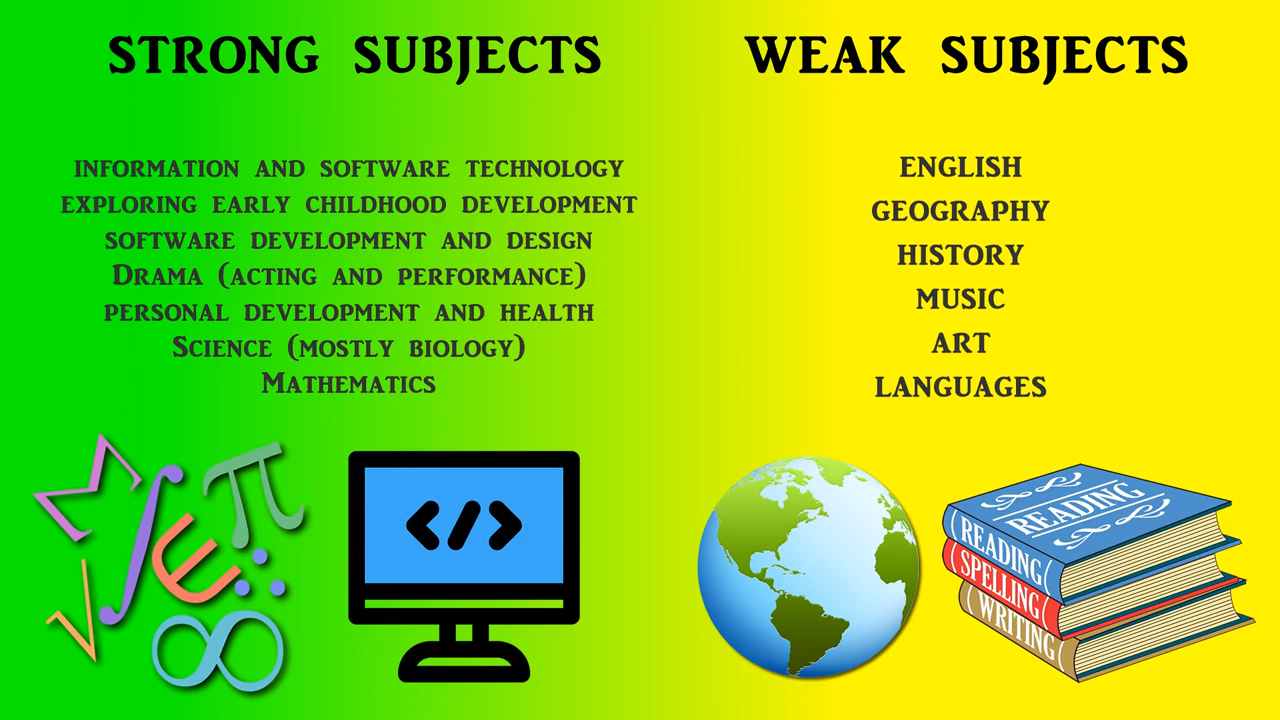 STRONG SUBJECTS
INFORMATION AND SOFTWARE TECHNOLOGY
EXPLORING EARLY CHILDHOOD DEVELOPMENT
SOFTWARE DEVELOPMENT AND DESIGN
DRAMA (ACTING AND PERFORMANCE)
PERSONAL DEVELOPMENT AND HEALTH
SCIENCE (MOSTLY BIOLOGY)
MATHEMATICS
WEAK SUBJECTS
ENGLISH
GEOGRAPHY
HISTORY
MUSIC
ART
LANGUAGES
</>
READING
READING
SPELLING
WRITING